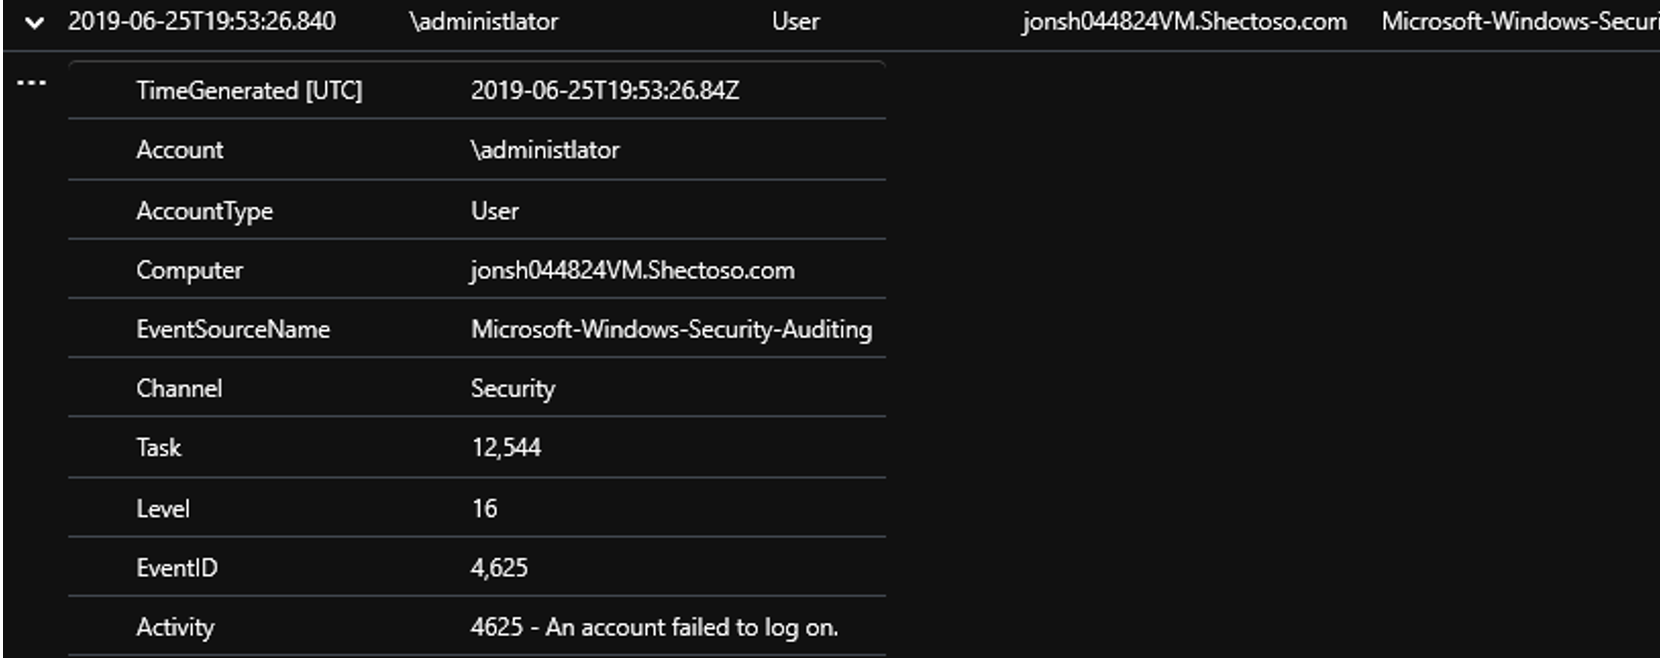 2019-06-25T19:53:26.840 \administlator User jonsh044824VM.Shectoso.com Microsoft-Windows-Securi
TimeGenerated [UTC] 2019-06-25T19:53:26.84Z
Account \administlator
AccountType User
Computer jonsh044824VM.Shectoso.com
EventSourceName Microsoft-Windows-Security-Auditing
Channel Security
Task 12,544
Level 16
EventID 4,625
Activity 4625 - An account failed to log on.